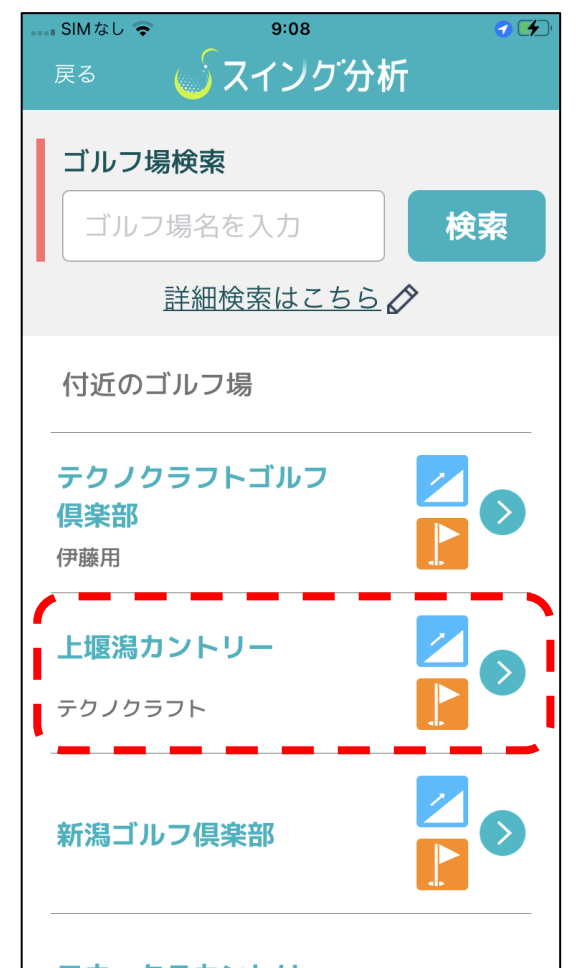 SIMなし 9:08
戻る スイング分析
ゴルフ場検索
ゴルフ場名を入力 検索
詳細検索はこちら
付近のゴルフ場
テクノクラフトゴルフ
倶楽部
伊藤用
上堰潟カントリー
テクノクラフト
新潟ゴルフ倶楽部